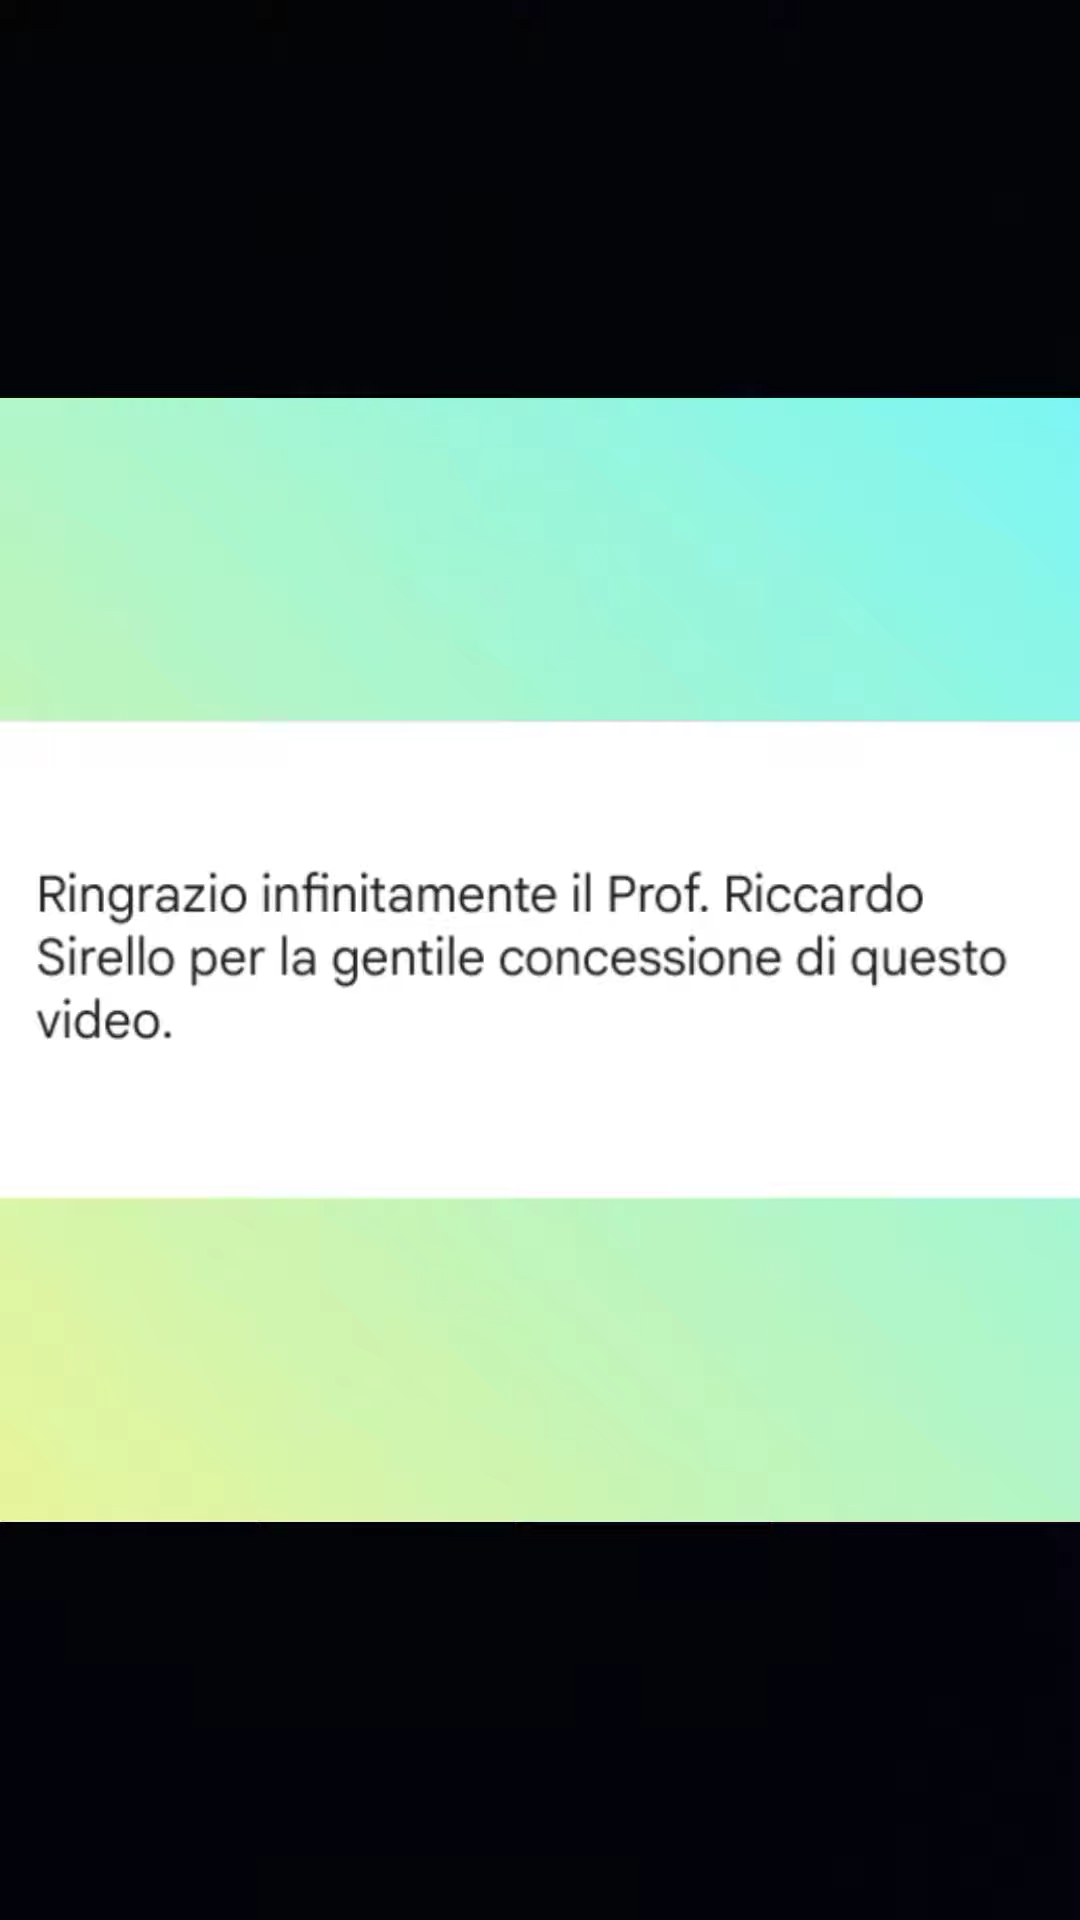 Ringrazio infinitamente il Prof. Riccardo
Sirello per la gentile concessione di questo
video.